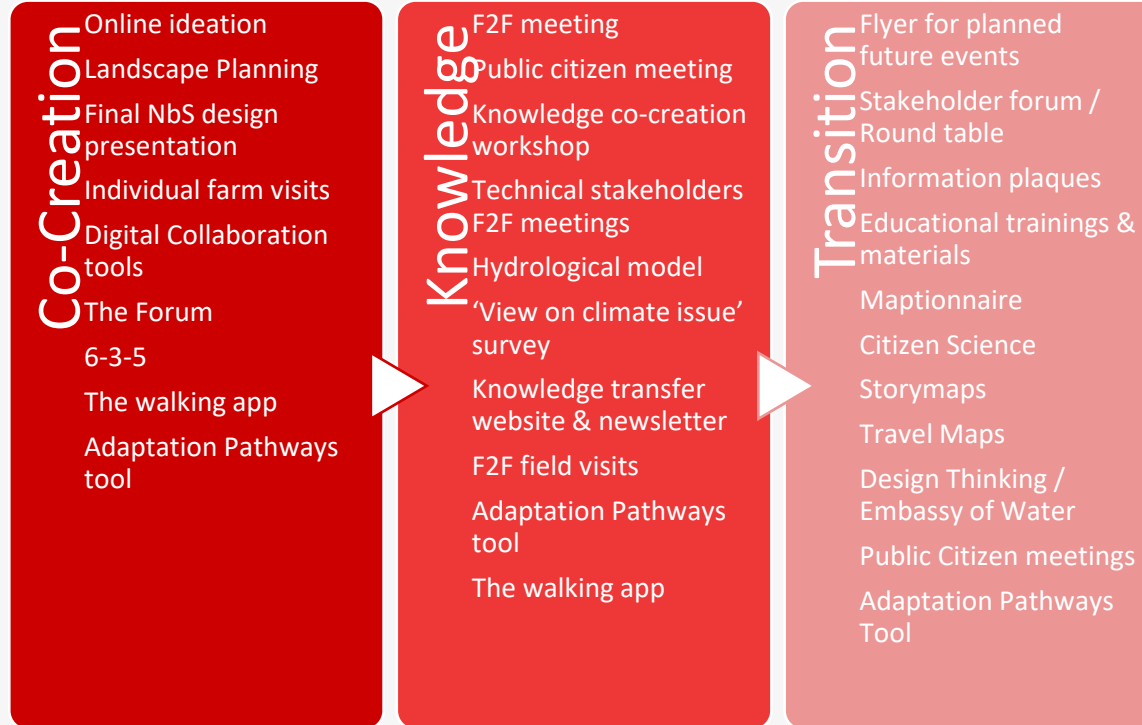 Co-Creation
Online ideation
Landscape Planning
Final NbS design
presentation
Individual farm visits
Digital Collaboration
tools
The Forum
6-3-5
The walking app
Adaptation Pathways
tool
Knowledge
F2F meeting
Public citizen meeting
Knowledge co-creation
workshop
Technical stakeholders
F2F meetings
Hydrological model
‘View on climate issue’
survey
Knowledge transfer
website & newsletter
F2F field visits
Adaptation Pathways
tool
The walking app
Transition
Flyer for planned
future events
Stakeholder forum /
Round table
Information plaques
Educational trainings &
materials
Maptionnaire
Citizen Science
Storymaps
Travel Maps
Design Thinking /
Embassy of Water
Public Citizen meetings
Adaptation Pathways
Tool